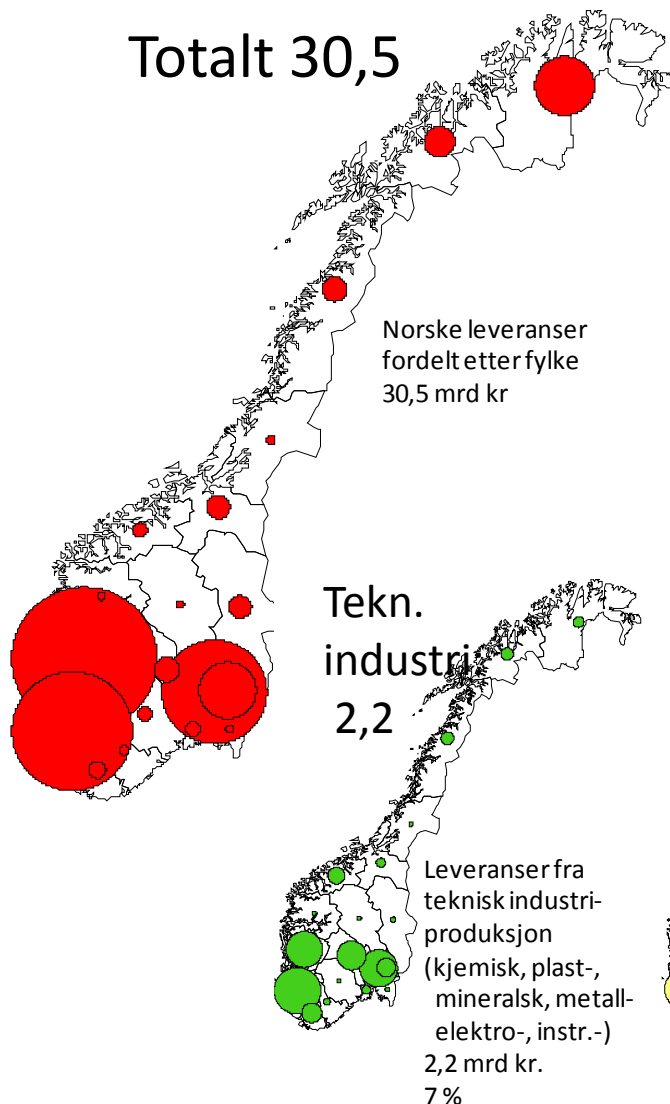 Totalt 30,5
Norske leveranser
fordelt etter fylke
30,5 mrd kr
Tekn.
industri
2,2
Leveranser fra
teknisk industri-
produksjon
(kjemisk, plast-,
mineralsk, metall-
elektro-, instr.-)
2,2 mrd kr.
7 %